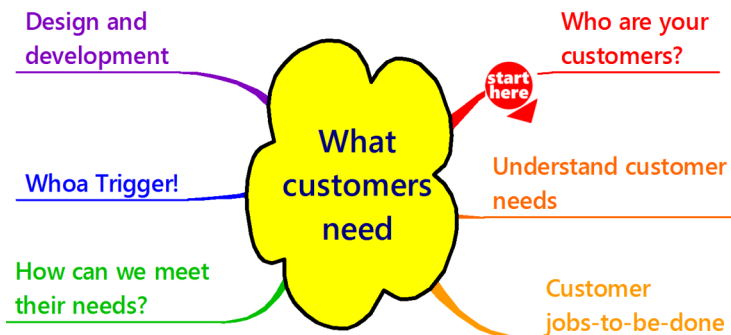 What
customers
need
Who are your
customers?
start
here
Understand customer
needs
Customer
jobs-to-be-done
How can we meet
their needs?
Whoa Trigger!
Design and
development